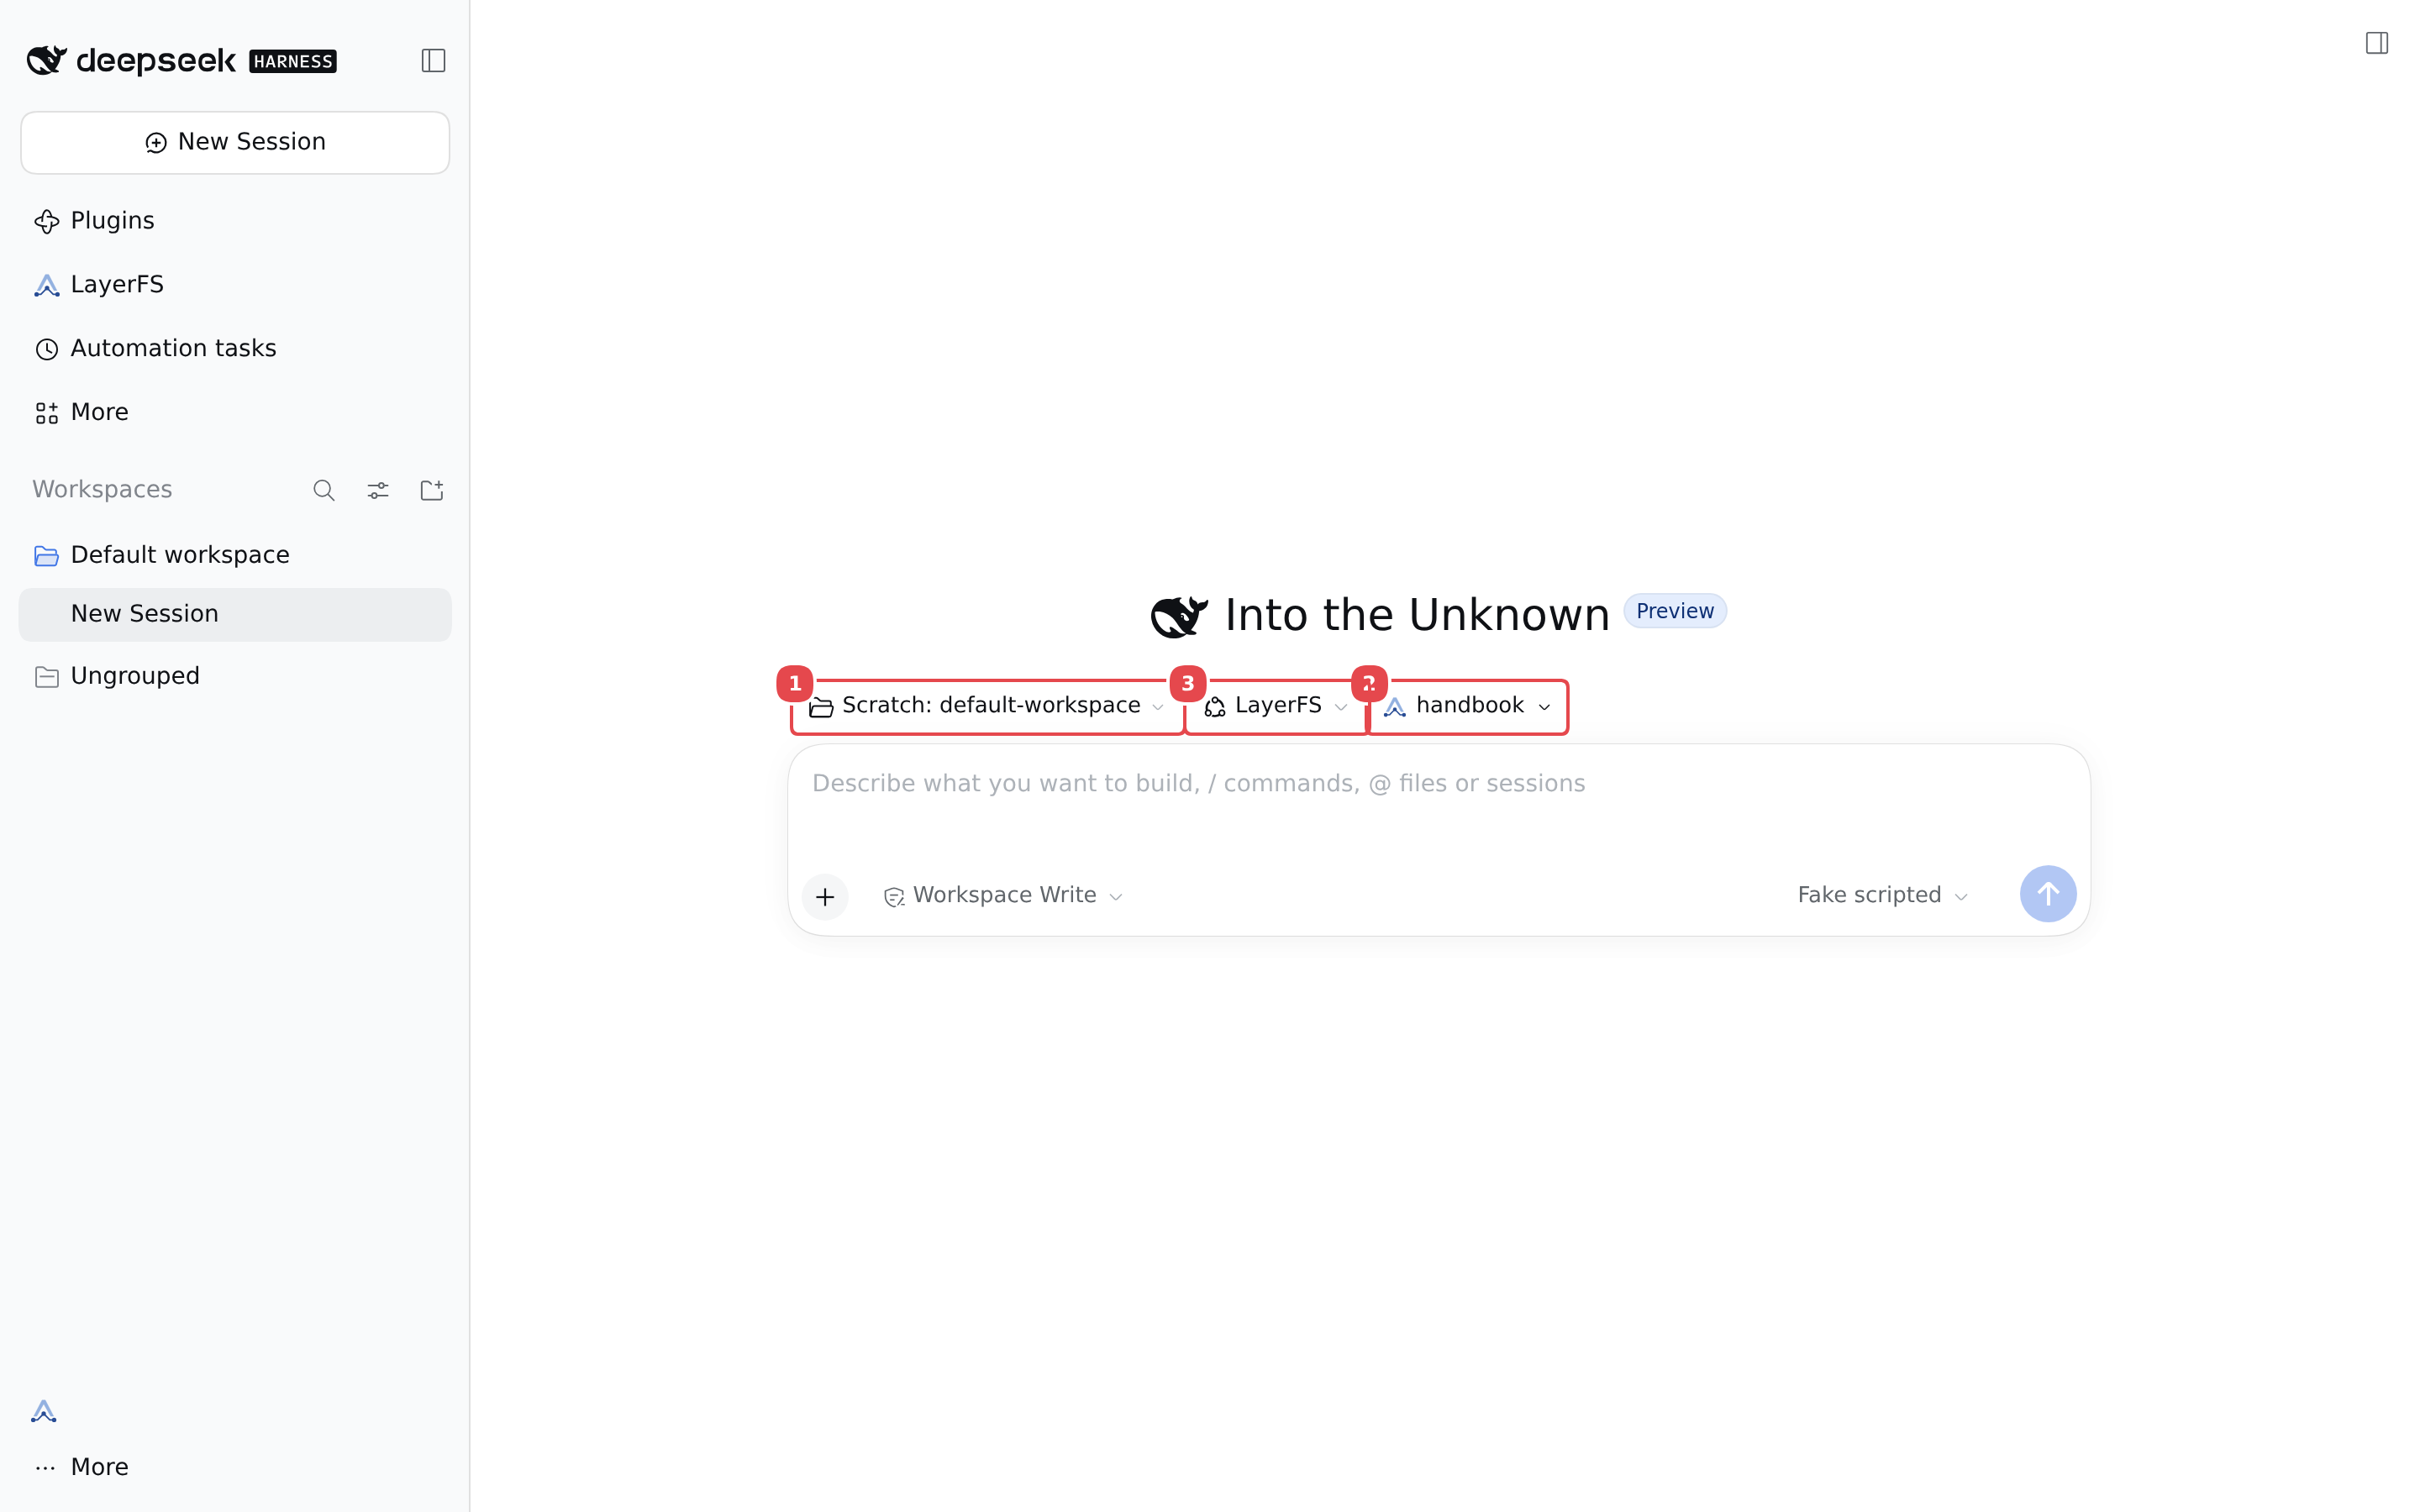 deepseek HARNESS
New Session
Plugins
LayerFS
Automation tasks
More
Workspaces
Default workspace
New Session
Ungrouped
More
Into the Unknown Preview
1 3 2
Scratch: default-workspace LayerFS handbook
Describe what you want to build, / commands, @ files or sessions
Workspace Write Fake scripted